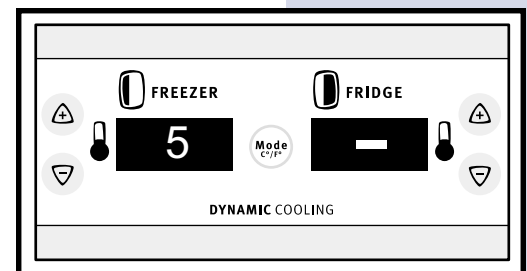 FREEZER FRIDGE
+ 5 Mode C°/F° - +
- -
DYNAMIC COOLING